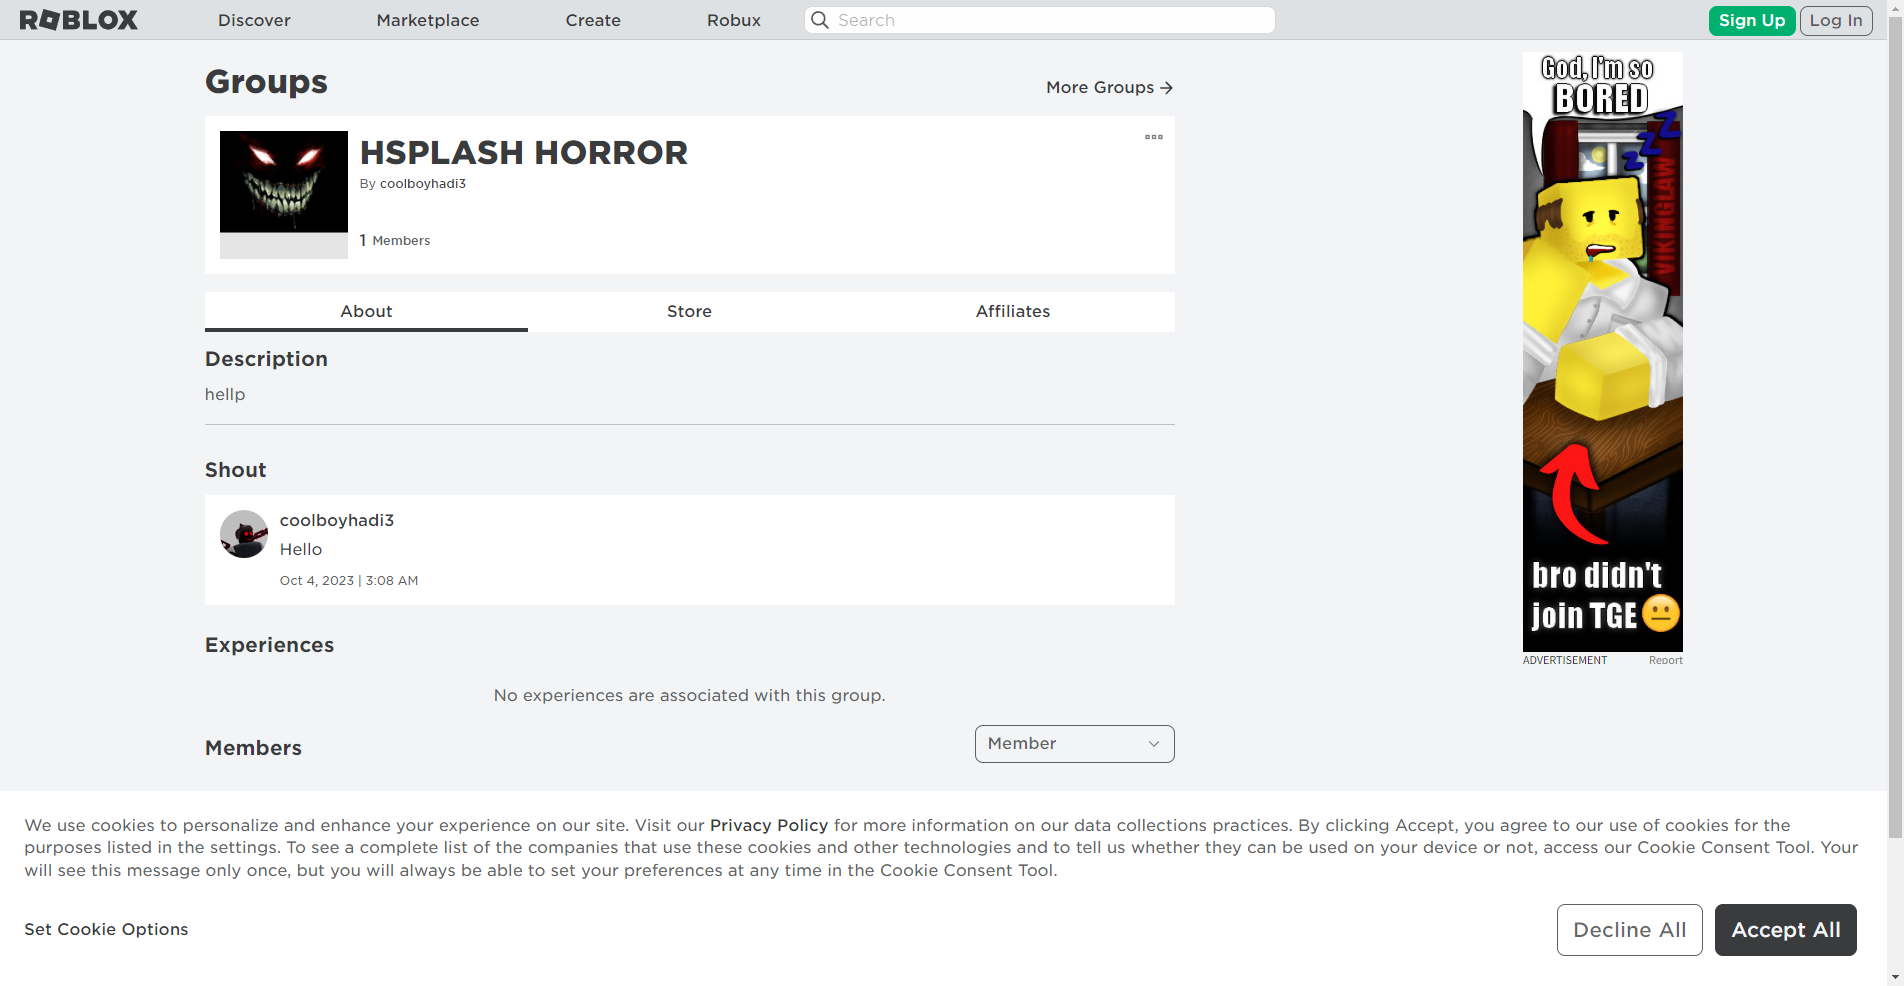 ROBLOX
Discover
Marketplace
Create
Robux
Search
Sign Up
Log In
Groups
More Groups
HSPLASH HORROR
By coolboyhadi3
1 Members
About
Store
Affiliates
Description
hellp
Shout
coolboyhadi3
Hello
Oct 4, 2023 | 3:08 AM
Experiences
No experiences are associated with this group.
Members
Member
God, I'm so
BORED
zzz
VIKINGLAW
bro didn't
join TGE
ADVERTISEMENT
Report
We use cookies to personalize and enhance your experience on our site. Visit our Privacy Policy for more information on our data collections practices. By clicking Accept, you agree to our use of cookies for the
purposes listed in the settings. To see a complete list of the companies that use these cookies and other technologies and to tell us whether they can be used on your device or not, access our Cookie Consent Tool. Your
will see this message only once, but you will always be able to set your preferences at any time in the Cookie Consent Tool.
Set Cookie Options
Decline All
Accept All